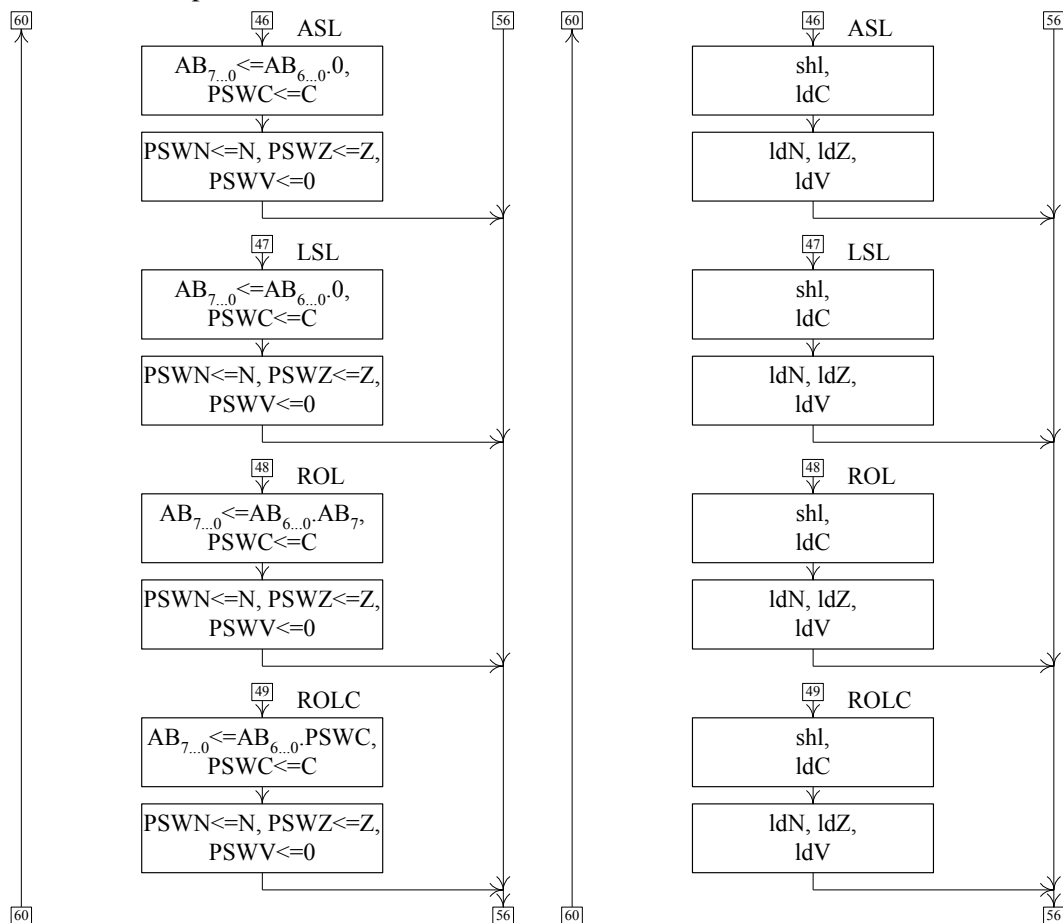 60
46
ASL
56
AB7...0<=AB6...0.0,
PSWC<=C
PSWN<=N, PSWZ<=Z,
PSWV<=0
47
LSL
AB7...0<=AB6...0.0,
PSWC<=C
PSWN<=N, PSWZ<=Z,
PSWV<=0
48
ROL
AB7...0<=AB6...0.AB7,
PSWC<=C
PSWN<=N, PSWZ<=Z,
PSWV<=0
49
ROLC
AB7...0<=AB6...0.PSWC,
PSWC<=C
PSWN<=N, PSWZ<=Z,
PSWV<=0
60
56
60
46
ASL
56
shl,
ldC
ldN, ldZ,
ldV
47
LSL
shl,
ldC
ldN, ldZ,
ldV
48
ROL
shl,
ldC
ldN, ldZ,
ldV
49
ROLC
shl,
ldC
ldN, ldZ,
ldV
60
56